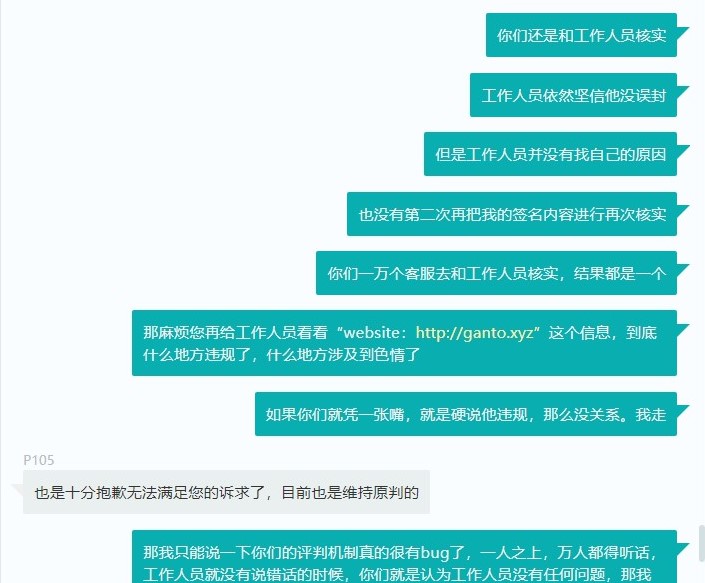 你们还是和工作人员核实
工作人员依然坚信他没误封
但是工作人员并没有找自己的原因
也没有第二次再把我的签名内容进行再次核实
你们一万个客服去和工作人员核实，结果都是一个
那麻烦您再给工作人员看看“website：http://ganto.xyz”这个信息，到底
什么地方违规了，什么地方涉及到色情了
如果你们就凭一张嘴，就是硬说他违规，那么没关系。我走
P105
也是十分抱歉无法满足您的诉求了，目前也是维持原判的
那我只能说一下你们的评判机制真的很有bug了，一人之上，万人都得听话，
工作人员就没有说错话的时候，你们就是认为工作人员没有任何问题，那我